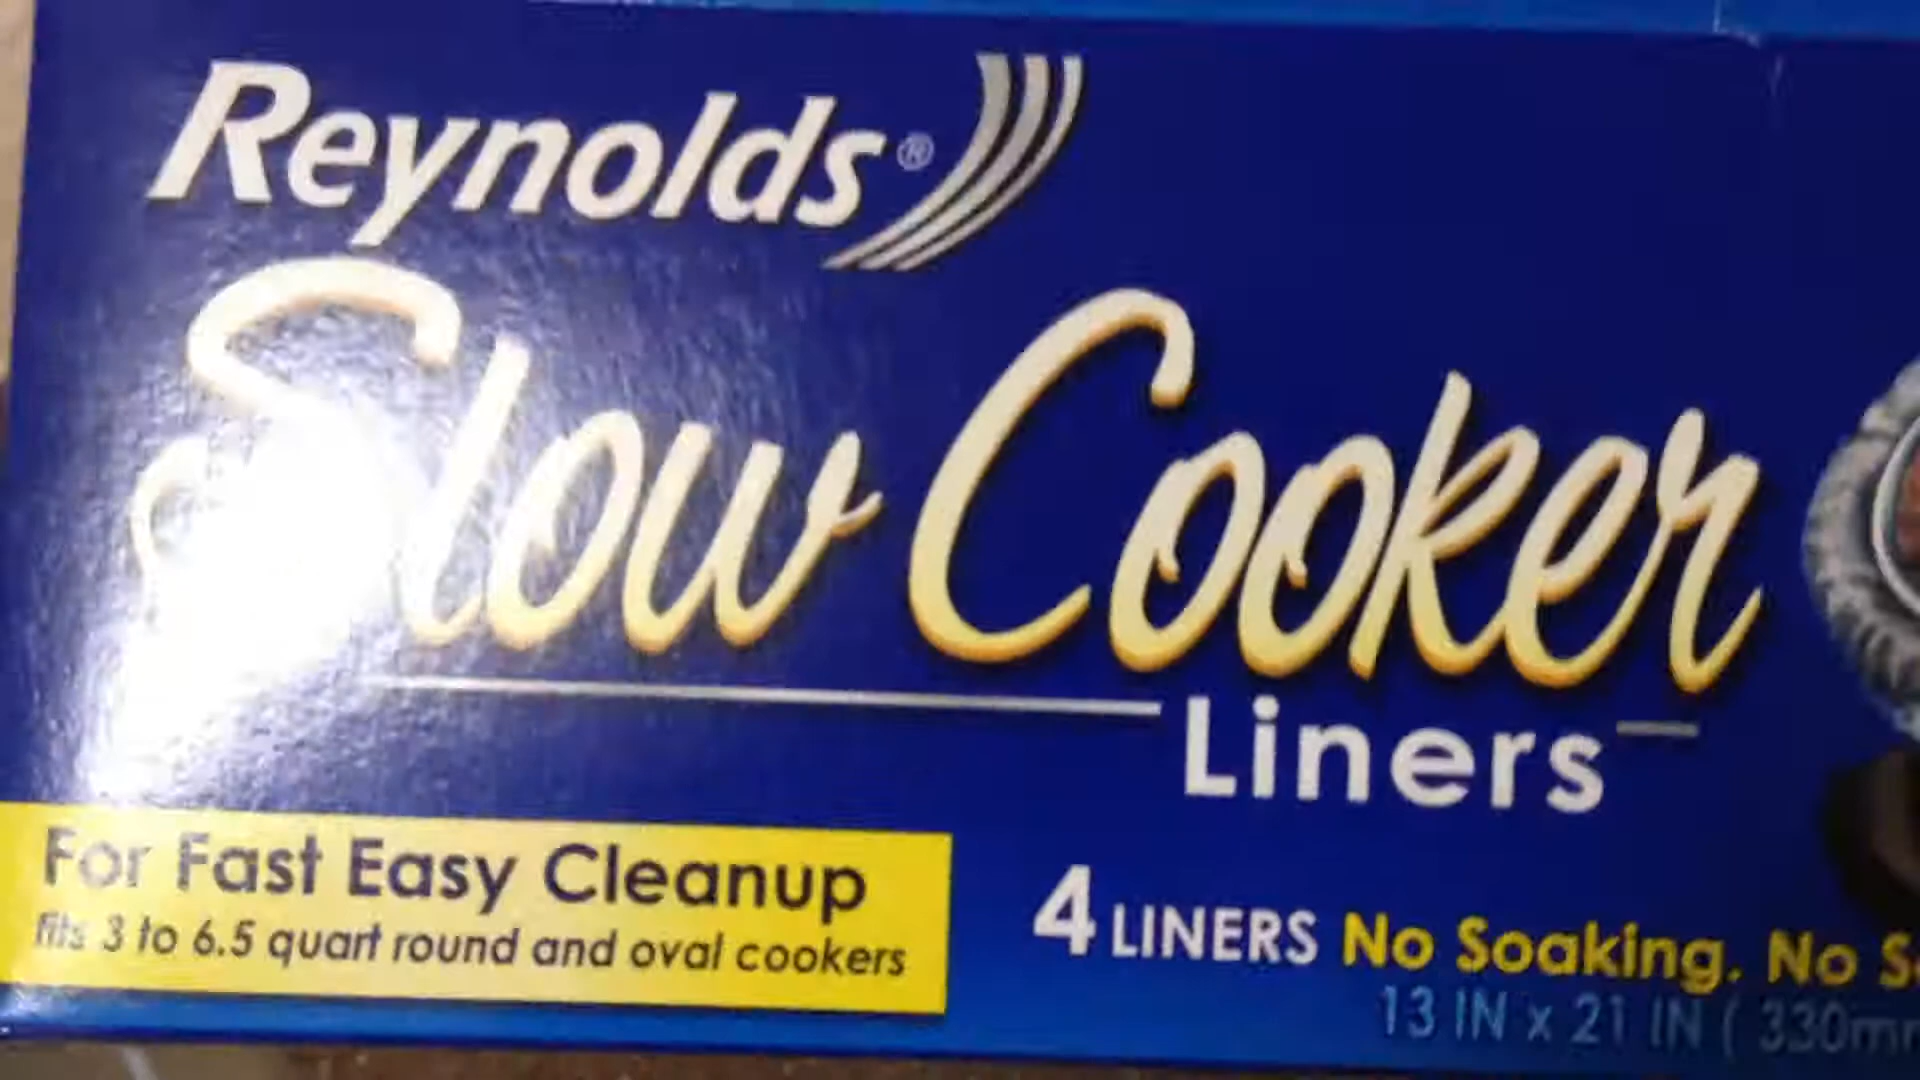 Reynolds®
Slow Cooker
Liners
For Fast Easy Cleanup
fits 3 to 6.5 quart round and oval cookers
4 LINERS No Soaking. No
13 IN x 21 IN ( 330mm